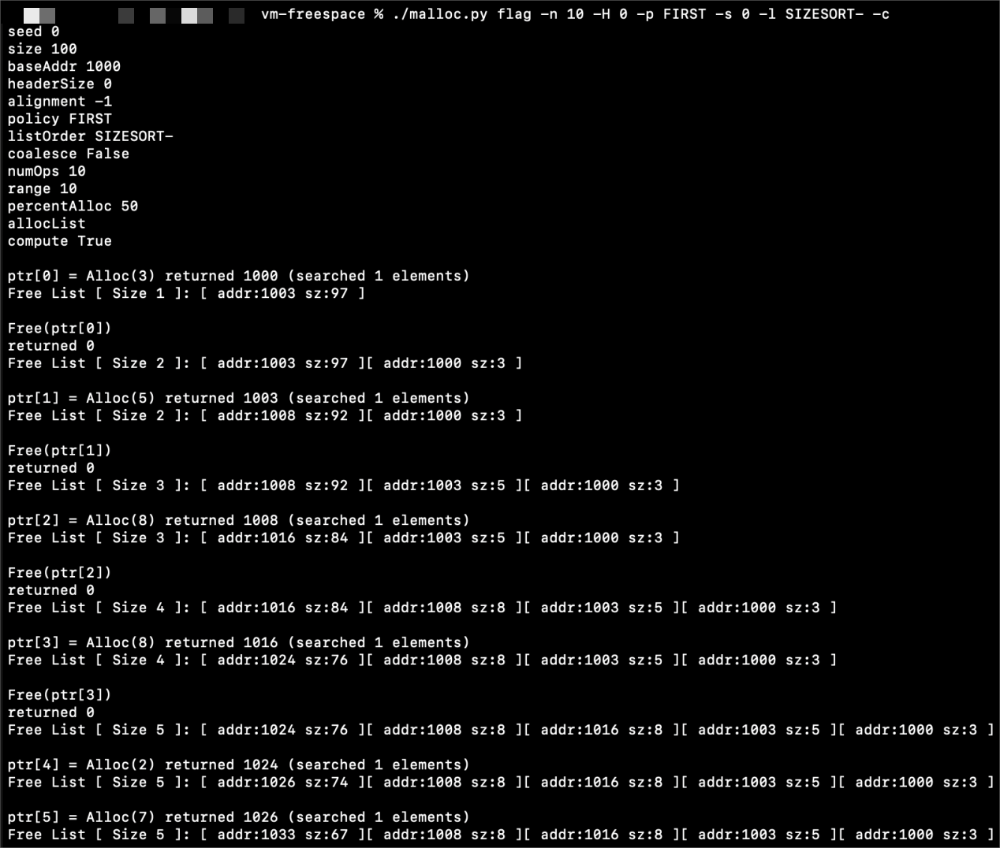 vm-freespace % ./malloc.py flag -n 10 -H 0 -p FIRST -s 0 -l SIZESORT- -c
seed 0
size 100
baseAddr 1000
headerSize 0
alignment -1
policy FIRST
listOrder SIZESORT-
coalesce False
numOps 10
range 10
percentAlloc 50
allocList
compute True
ptr[0] = Alloc(3) returned 1000 (searched 1 elements)
Free List [ Size 1 ]: [ addr:1003 sz:97 ]
Free(ptr[0])
returned 0
Free List [ Size 2 ]: [ addr:1003 sz:97 ][ addr:1000 sz:3 ]
ptr[1] = Alloc(5) returned 1003 (searched 1 elements)
Free List [ Size 2 ]: [ addr:1008 sz:92 ][ addr:1000 sz:3 ]
Free(ptr[1])
returned 0
Free List [ Size 3 ]: [ addr:1008 sz:92 ][ addr:1003 sz:5 ][ addr:1000 sz:3 ]
ptr[2] = Alloc(8) returned 1008 (searched 1 elements)
Free List [ Size 3 ]: [ addr:1016 sz:84 ][ addr:1003 sz:5 ][ addr:1000 sz:3 ]
Free(ptr[2])
returned 0
Free List [ Size 4 ]: [ addr:1016 sz:84 ][ addr:1008 sz:8 ][ addr:1003 sz:5 ][ addr:1000 sz:3 ]
ptr[3] = Alloc(8) returned 1016 (searched 1 elements)
Free List [ Size 4 ]: [ addr:1024 sz:76 ][ addr:1008 sz:8 ][ addr:1003 sz:5 ][ addr:1000 sz:3 ]
Free(ptr[3])
returned 0
Free List [ Size 5 ]: [ addr:1024 sz:76 ][ addr:1008 sz:8 ][ addr:1016 sz:8 ][ addr:1003 sz:5 ][ addr:1000 sz:3 ]
ptr[4] = Alloc(2) returned 1024 (searched 1 elements)
Free List [ Size 5 ]: [ addr:1026 sz:74 ][ addr:1008 sz:8 ][ addr:1016 sz:8 ][ addr:1003 sz:5 ][ addr:1000 sz:3 ]
ptr[5] = Alloc(7) returned 1026 (searched 1 elements)
Free List [ Size 5 ]: [ addr:1033 sz:67 ][ addr:1008 sz:8 ][ addr:1016 sz:8 ][ addr:1003 sz:5 ][ addr:1000 sz:3 ]